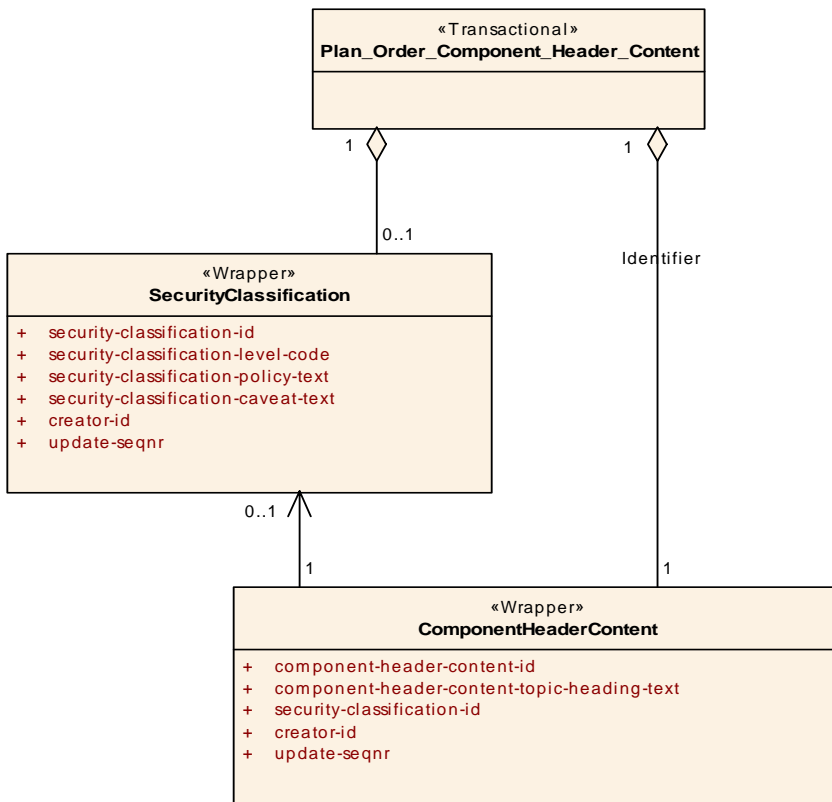 «Transactional»
Plan_Order_Component_Header_Content
1
1
0..1
Identifier
«Wrapper»
SecurityClassification
+ security-classification-id
+ security-classification-level-code
+ security-classification-policy-text
+ security-classification-caveat-text
+ creator-id
+ update-seqnr
0..1
1
1
«Wrapper»
ComponentHeaderContent
+ component-header-content-id
+ component-header-content-topic-heading-text
+ security-classification-id
+ creator-id
+ update-seqnr